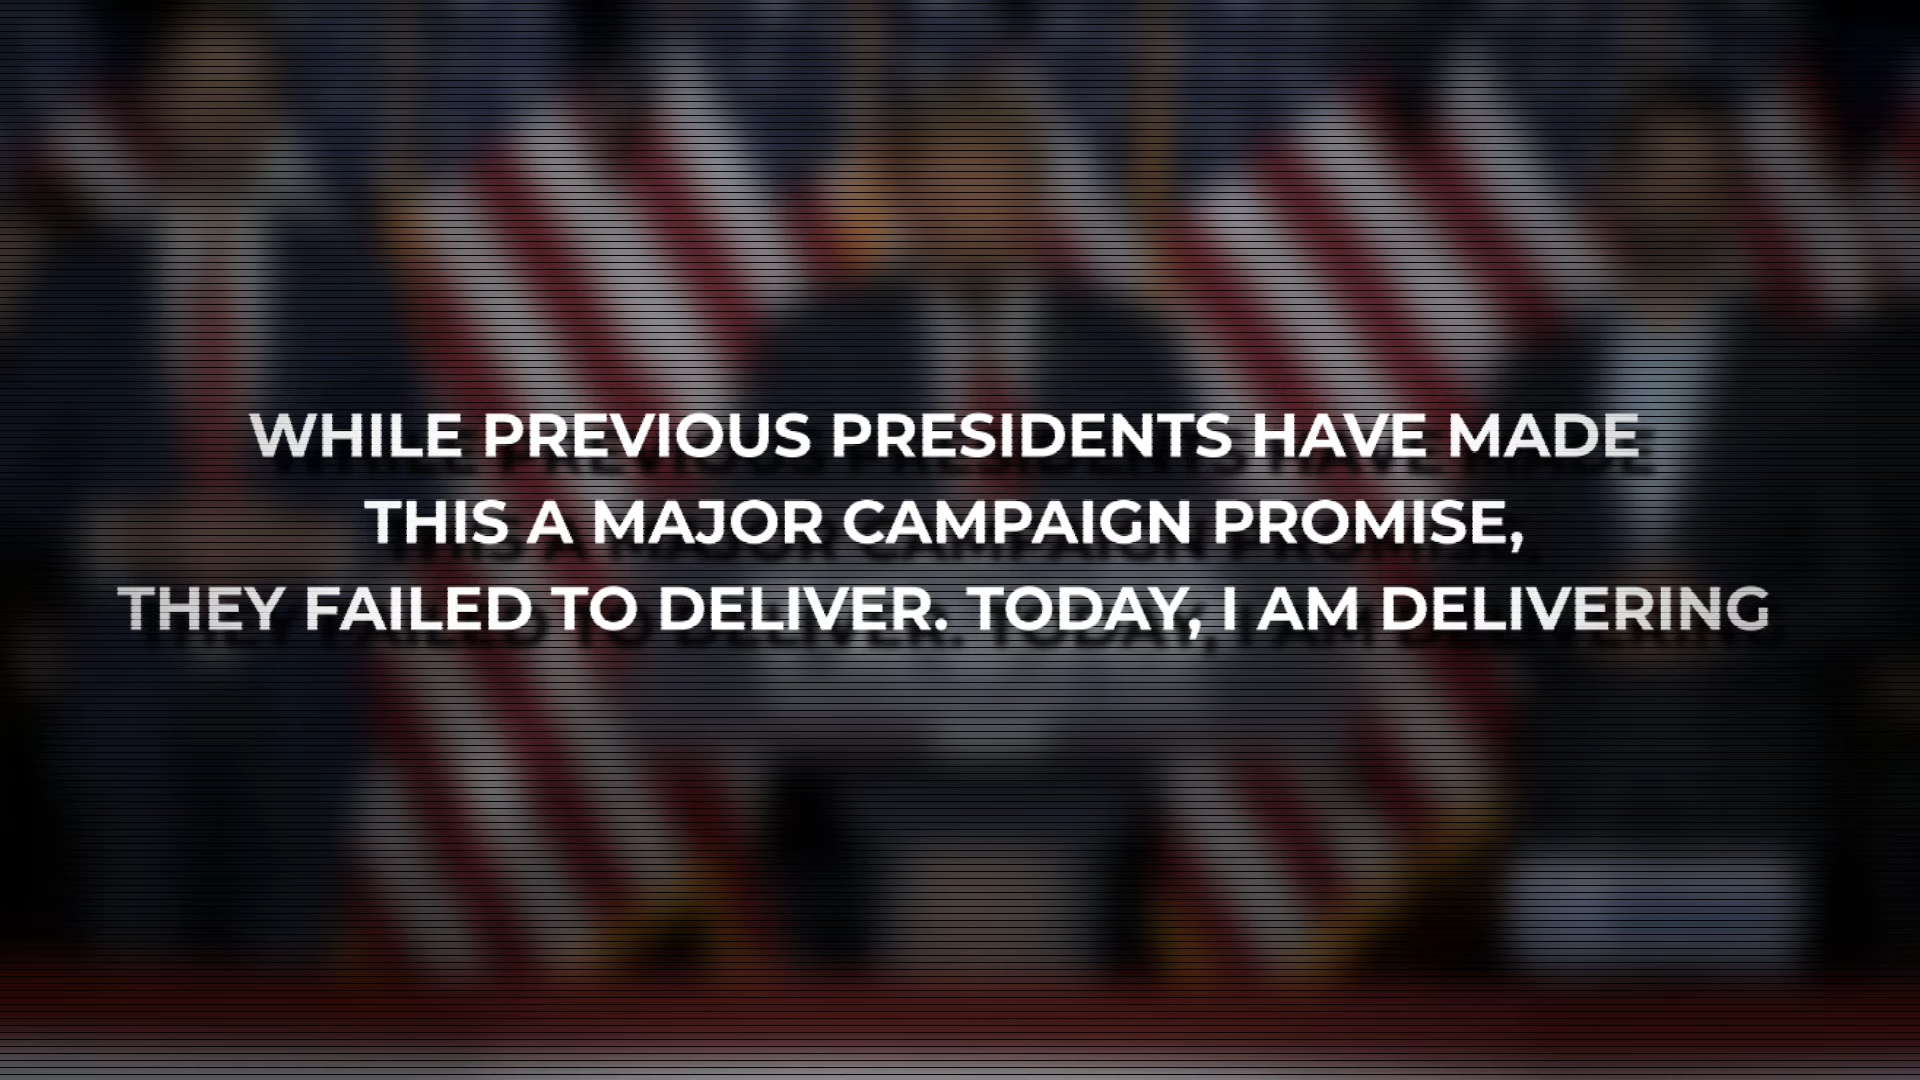 WHILE PREVIOUS PRESIDENTS HAVE MADE
THIS A MAJOR CAMPAIGN PROMISE,
THEY FAILED TO DELIVER. TODAY, I AM DELIVERING